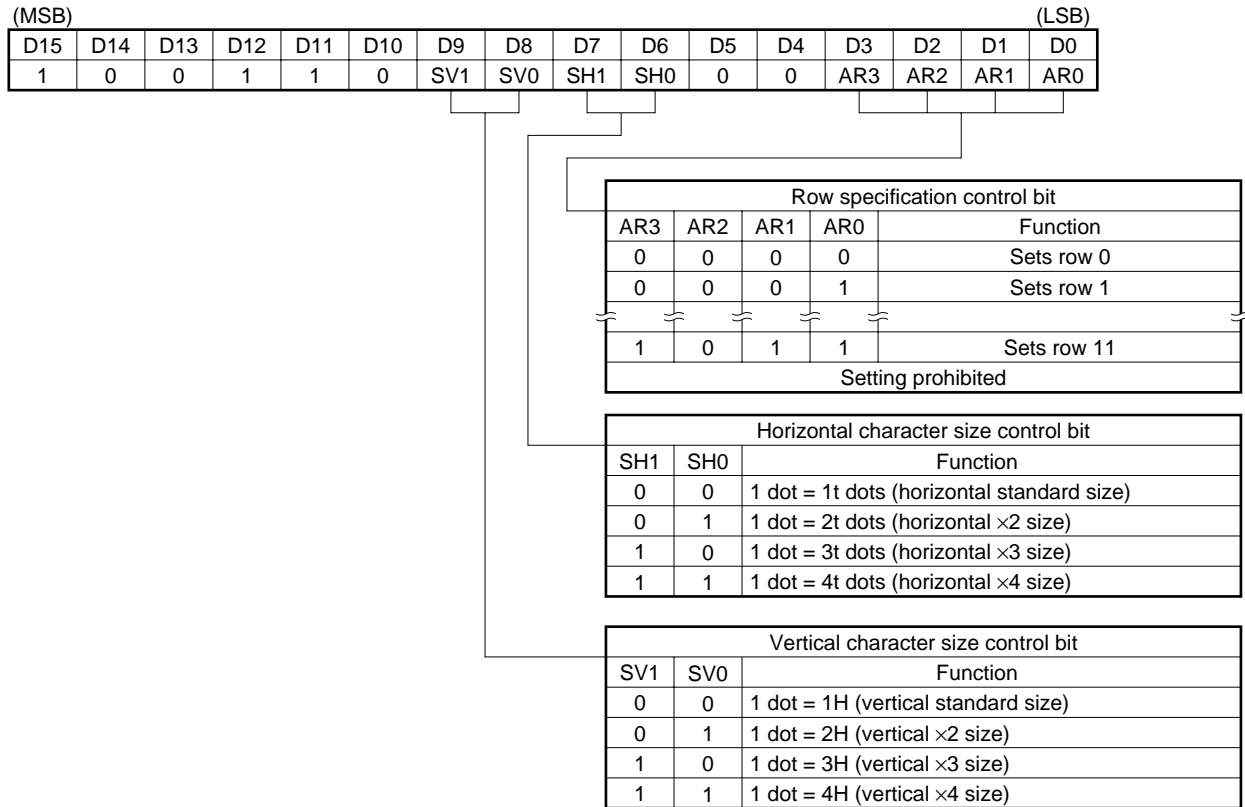 (MSB) (LSB)
D15 D14 D13 D12 D11 D10 D9 D8 D7 D6 D5 D4 D3 D2 D1 D0
1 0 0 1 1 0 SV1 SV0 SH1 SH0 0 0 AR3 AR2 AR1 AR0
Row specification control bit
AR3 AR2 AR1 AR0 Function
0 0 0 0 Sets row 0
0 0 0 1 Sets row 1
1 0 1 1 Sets row 11
Setting prohibited
Horizontal character size control bit
SH1 SH0 Function
0 0 1 dot = 1t dots (horizontal standard size)
0 1 1 dot = 2t dots (horizontal ×2 size)
1 0 1 dot = 3t dots (horizontal ×3 size)
1 1 1 dot = 4t dots (horizontal ×4 size)
Vertical character size control bit
SV1 SV0 Function
0 0 1 dot = 1H (vertical standard size)
0 1 1 dot = 2H (vertical ×2 size)
1 0 1 dot = 3H (vertical ×3 size)
1 1 1 dot = 4H (vertical ×4 size)